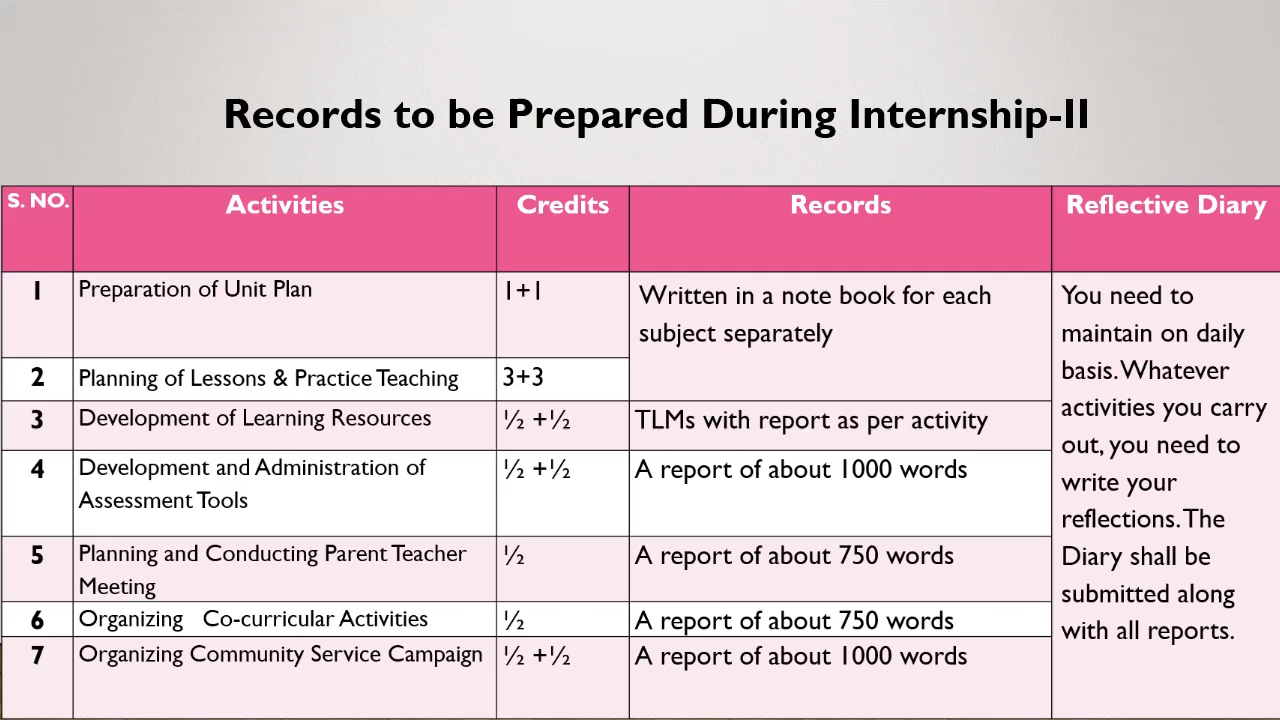 Records to be Prepared During Internship-II
S. NO. Activities Credits Records Reflective Diary
1 Preparation of Unit Plan 1+1 Written in a note book for each
subject separately
2 Planning of Lessons & Practice Teaching 3+3
3 Development of Learning Resources ½ +½ TLMs with report as per activity
4 Development and Administration of
Assessment Tools ½ +½ A report of about 1000 words
5 Planning and Conducting Parent Teacher
Meeting ½ A report of about 750 words
6 Organizing Co-curricular Activities ½ A report of about 750 words
7 Organizing Community Service Campaign ½ +½ A report of about 1000 words
You need to
maintain on daily
basis. Whatever
activities you carry
out, you need to
write your
reflections. The
Diary shall be
submitted along
with all reports.